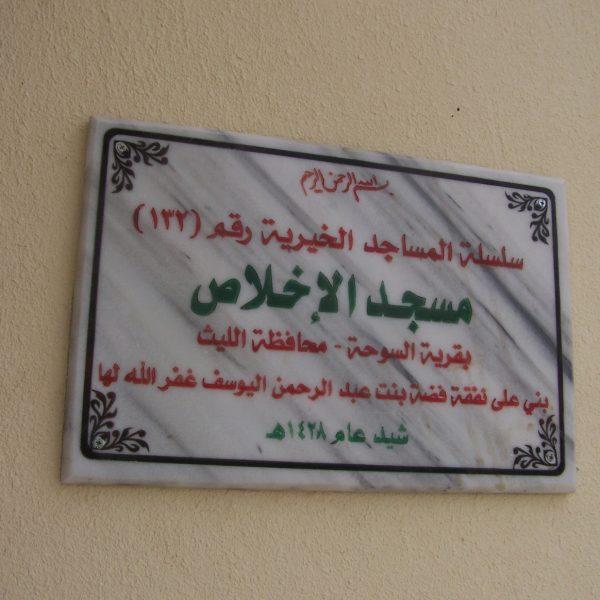 بسم الله الرحمن الرحيم
سلسلة المساجد الخيرية رقم (١٣٢)
مسجد الإخلاص
بقرية السوحة - محافظة الليث
بني على نفقة فضة بنت عبد الرحمن اليوسف غفر الله لها
شيد عام ١٤٢٨هـ